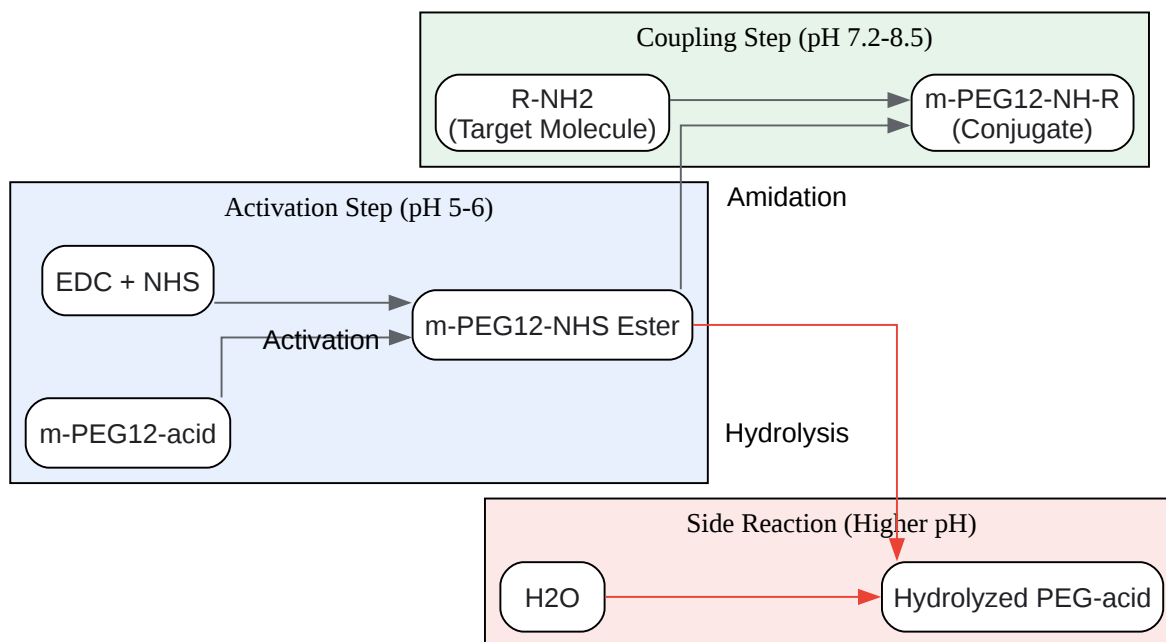 Coupling Step (pH 7.2-8.5)
R-NH2
(Target Molecule)
m-PEG12-NH-R
(Conjugate)
Amidation
Activation Step (pH 5-6)
EDC + NHS
Activation
m-PEG12-NHS Ester
m-PEG12-acid
Hydrolysis
Side Reaction (Higher pH)
H2O
Hydrolyzed PEG-acid